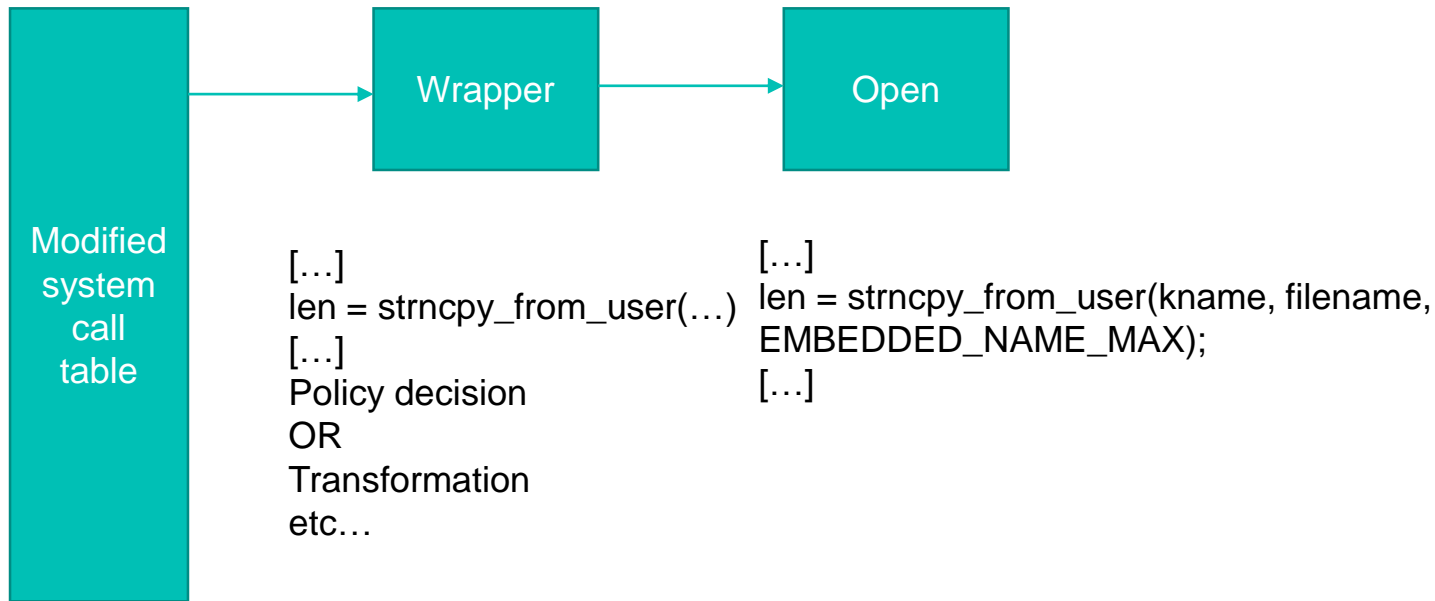 Modified
system
call
table
Wrapper
Open
[…]
len = strncpy_from_user(…)
[…]
Policy decision
OR
Transformation
etc…
[…]
len = strncpy_from_user(kname, filename,
EMBEDDED_NAME_MAX);
[…]